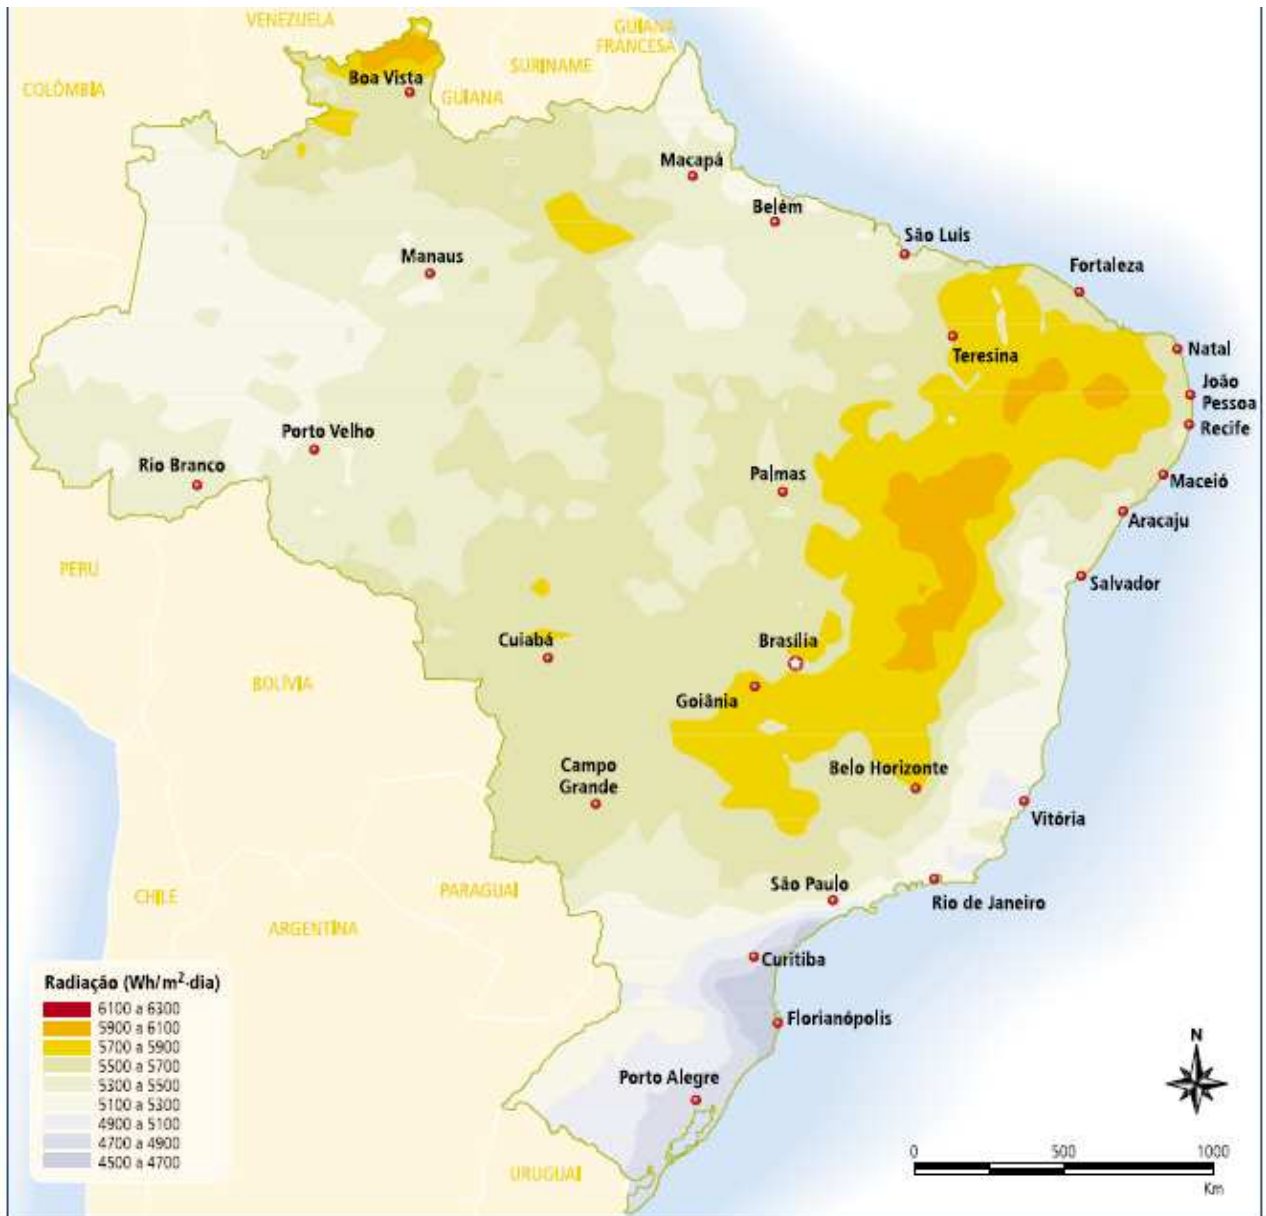 VENEZUELA
GUIANA
FRANCESA
SURINAME
COLÔMBIA
Boa Vista
GUIANA
Macapá
Belém
São Luis
Manaus
Fortaleza
Teresina
Natal
João
Pessoa
Recife
Porto Velho
Rio Branco
Palmas
Maceió
Aracaju
PERU
Salvador
Cuiabá
Brasília
BOLÍVIA
Goiânia
Campo
Grande
Belo Horizonte
Vitória
CHILE
PARAGUAI
São Paulo
Rio de Janeiro
ARGENTINA
Curitiba
Florianópolis
Porto Alegre
URUGUAI
Radiação (Wh/m²·dia)
6100 a 6300
5900 a 6100
5700 a 5900
5500 a 5700
5300 a 5500
5100 a 5300
4900 a 5100
4700 a 4900
4500 a 4700
N
0 500 1000
Km